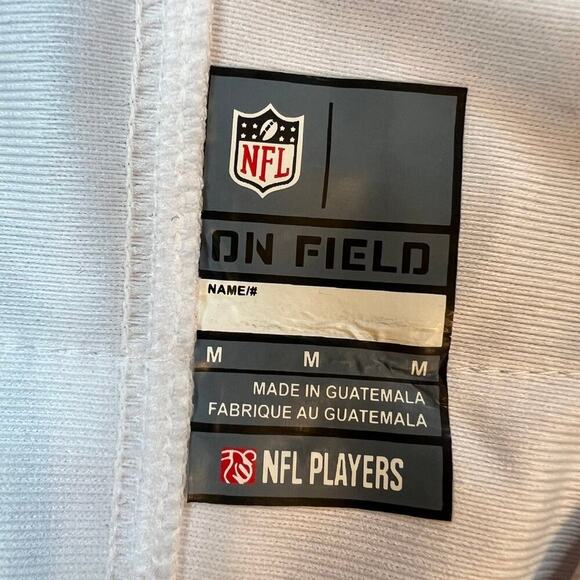 NFL
ON FIELD
NAME/#
M M M
MADE IN GUATEMALA
FABRIQUE AU GUATEMALA
NFL PLAYERS